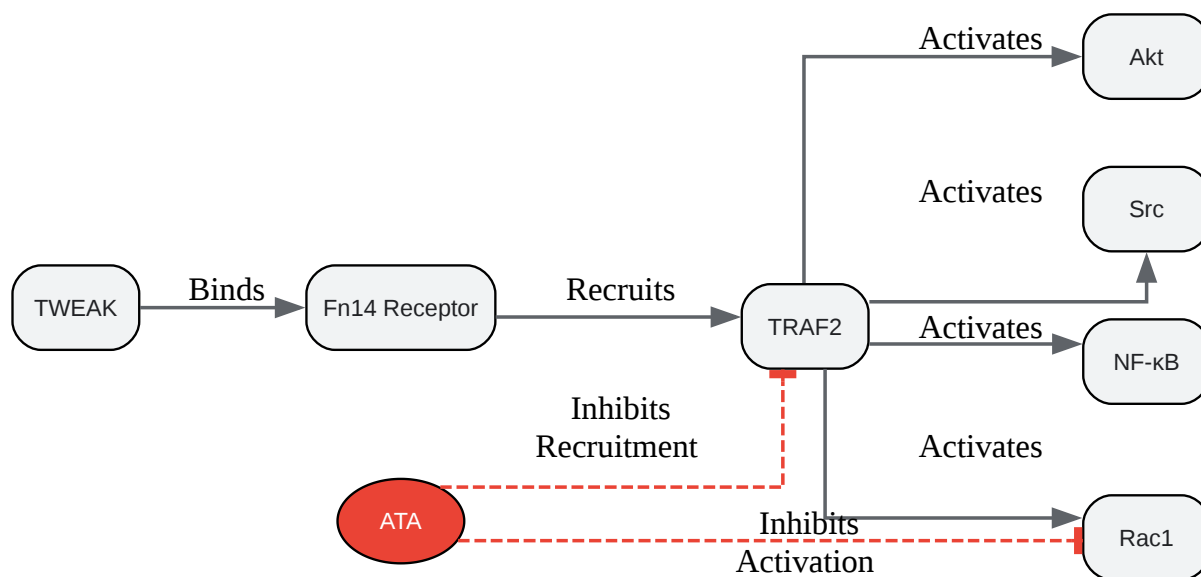 Activates
Akt
Activates
Src
TWEAK
Binds
Fn14 Receptor
Recruits
TRAF2
Activates
NF-κB
Inhibits
Recruitment
Activates
ATA
Inhibits
Activation
Rac1